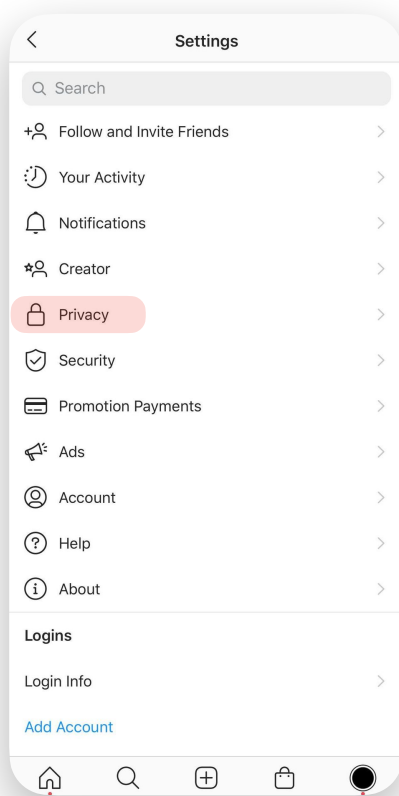 Settings
Search
Follow and Invite Friends
Your Activity
Notifications
Creator
Privacy
Security
Promotion Payments
Ads
Account
Help
About
Logins
Login Info
Add Account